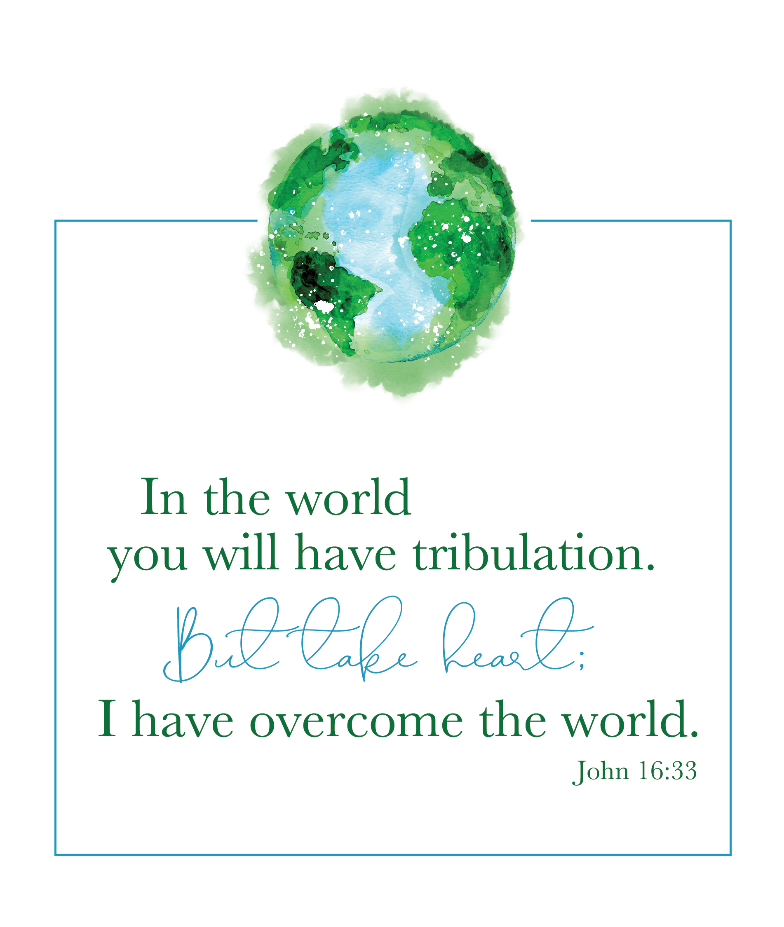 In the world
you will have tribulation.
But take heart;
I have overcome the world.
John 16:33